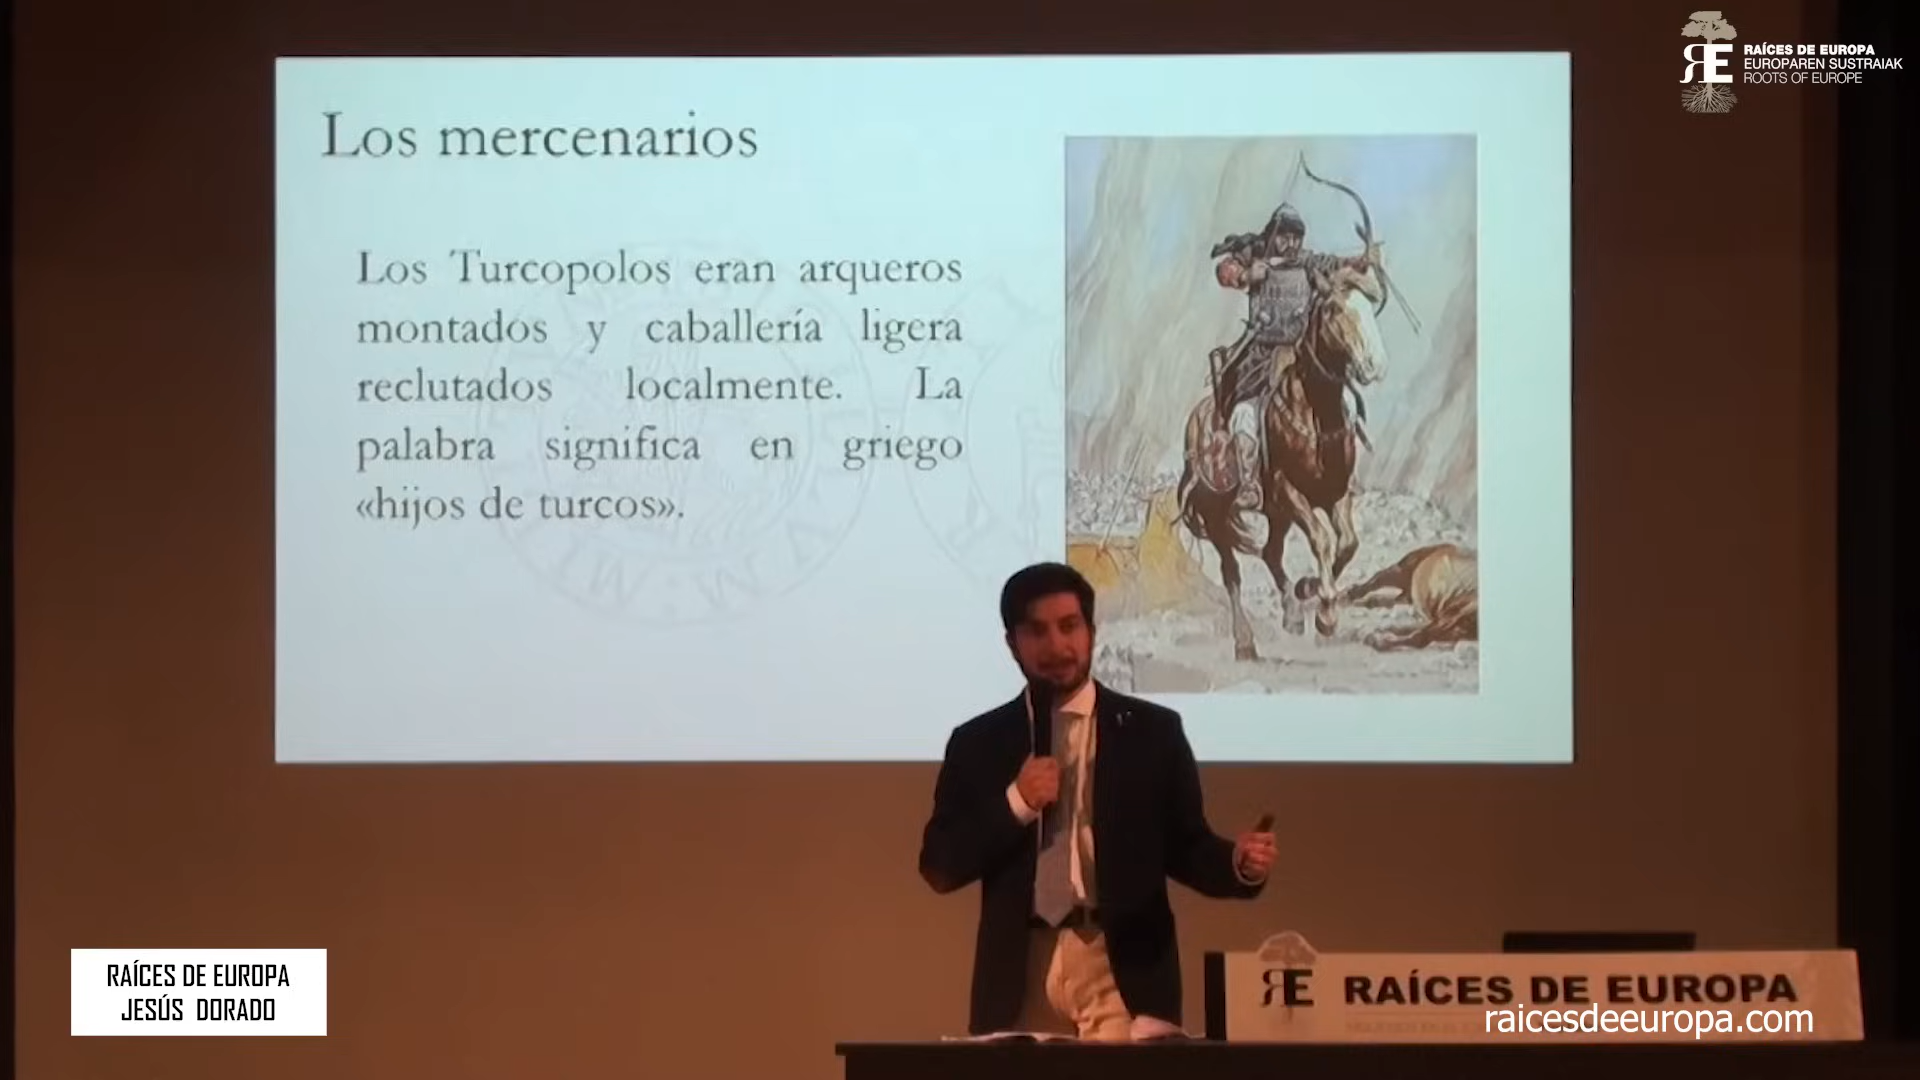 RAÍCES DE EUROPA
EUROPAREN SUSTRAIAK
ROOTS OF EUROPE
Los mercenarios
Los Turcopolos eran arqueros
montados y caballería ligera
reclutados localmente. La
palabra significa en griego
«hijos de turcos».
RAÍCES DE EUROPA
JESÚS DORADO
RAÍCES DE EUROPA
raicesdeeuropa.com